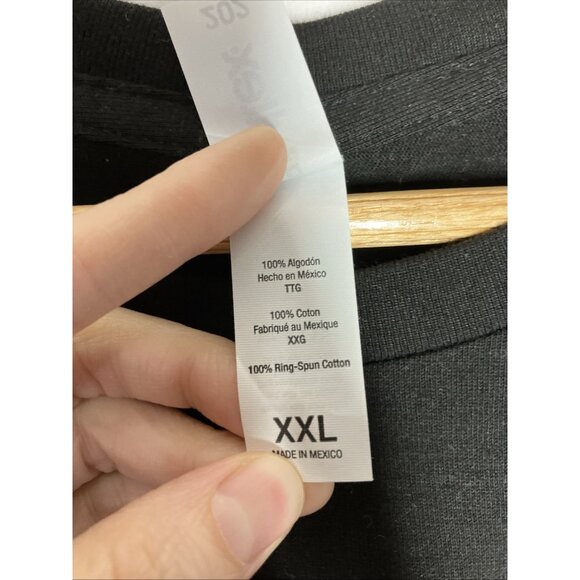 202
100% Algodón
Hecho en México
TTG
100% Coton
Fabriqué au Mexique
XXG
100% Ring-Spun Cotton
XXL
MADE IN MEXICO